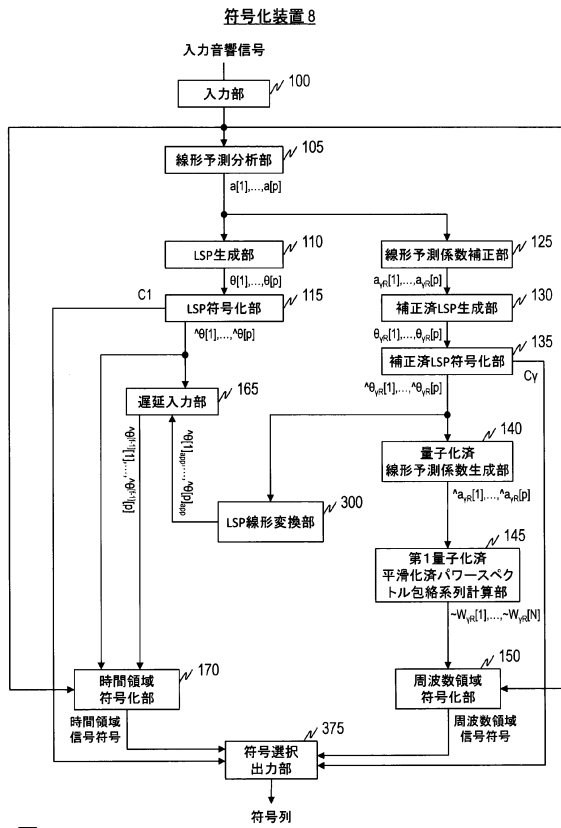 符号化装置8
入力音響信号
100
入力部
105
線形予測分析部
a[1],...,a[p]
110
LSP生成部
125
線形予測係数補正部
θ[1],...,θ[p]
aγR[1],...,aγR[p]
C1
115
LSP符号化部
130
補正済LSP生成部
^θ[1],...,^θ[p]
θγR[1],...,θγR[p]
135
補正済LSP符号化部
Cγ
165
遅延入力部
^θγR[1],...,^θγR[p]
140
量子化済
線形予測係数生成部
^θ[1]app,...,^θ[p]app
300
LSP線形変換部
^aγR[1],...,^aγR[p]
145
第1量子化済
平滑化済パワースペク
トル包絡系列計算部
~WγR[1],...,~WγR[N]
170
時間領域
符号化部
150
周波数領域
符号化部
時間領域
信号符号
375
周波数領域
信号符号
符号選択
出力部
符号列